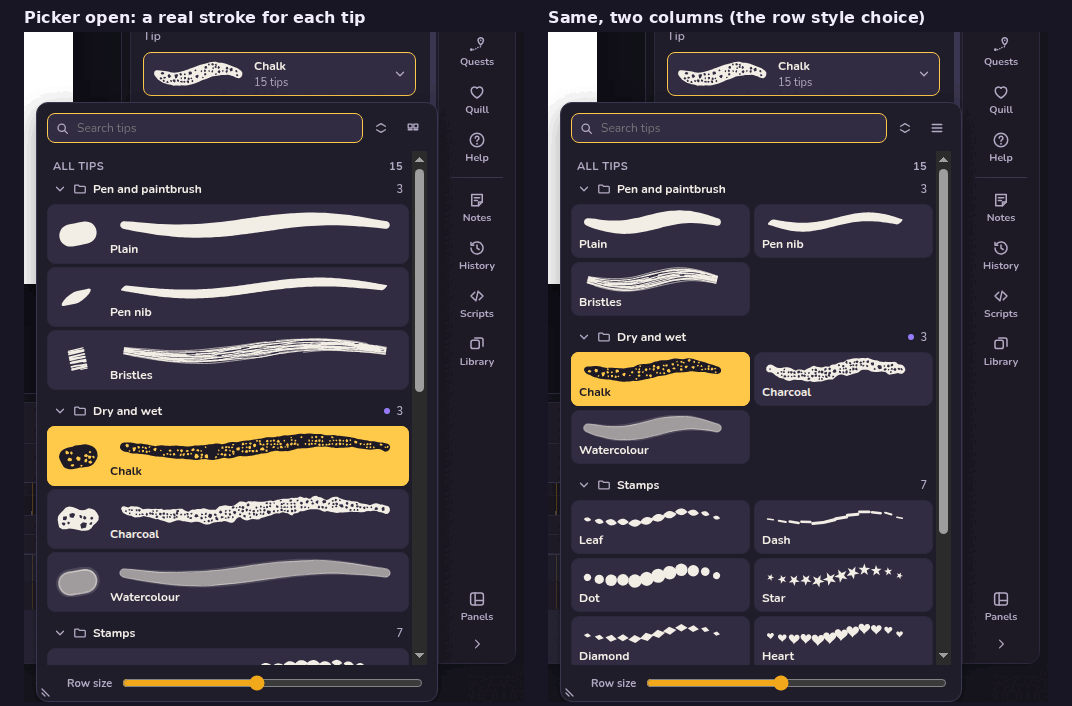 Picker open: a real stroke for each tip
Tip
Chalk
15 tips
Search tips
ALL TIPS 15
Pen and paintbrush 3
Plain
Pen nib
Bristles
Dry and wet 3
Chalk
Charcoal
Watercolour
Stamps 7
Row size
Quests
Quill
Help
Notes
History
Scripts
Library
Panels
Same, two columns (the row style choice)
Tip
Chalk
15 tips
Search tips
ALL TIPS 15
Pen and paintbrush 3
Plain Pen nib
Bristles
Dry and wet 3
Chalk Charcoal
Watercolour
Stamps 7
Leaf Dash
Dot Star
Diamond Heart
Row size
Quests
Quill
Help
Notes
History
Scripts
Library
Panels